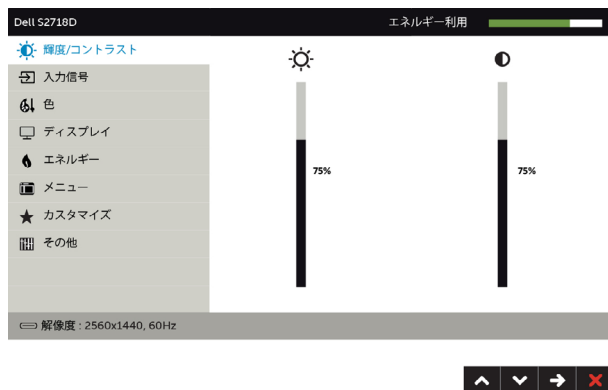 Dell S2718D
エネルギー利用
輝度/コントラスト
入力信号
色
ディスプレイ
エネルギー
メニュー
カスタマイズ
その他
75%
75%
解像度 : 2560x1440, 60Hz